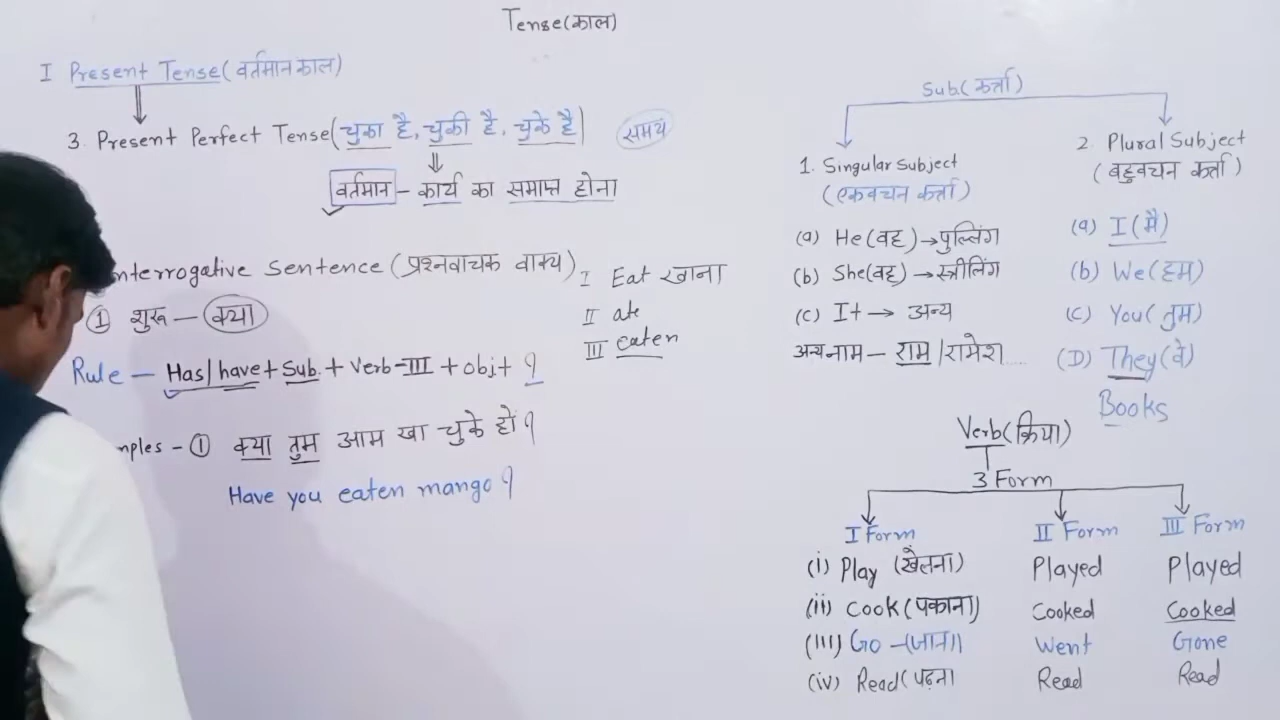 Tense(काल)
I Present Tense(वर्तमान काल)
3. Present Perfect Tense(चुका है, चुकी है, चुके है) समय
वर्तमान - कार्य का समाप्त होना
nterrogative Sentence (प्रश्नवाचक वाक्य)
① शुरू — क्या
Rule — Has/have + Sub. + Verb-III + obj + ?
mples - ① क्या तुम आम खा चुके हो?
Have you eaten mango?
I Eat खाना
II ate
III eaten
Sub(कर्त्ता)
1. Singular Subject
(एकवचन कर्त्ता)
(a) He(वह) → पुल्लिंग
(b) She(वह) → स्त्रीलिंग
(c) It → अन्य
अन्य नाम — राम/रामेश.....
2. Plural Subject
(बहुवचन कर्त्ता)
(a) I (मै)
(b) We(हम)
(C) You(तुम)
(D) They(वे)
Books
Verb(क्रिया)
3 Form
I Form II Form III Form
(i) Play (खेलना) Played Played
(ii) Cook(पकाना) Cooked Cooked
(III) Go -(जाना) Went Gone
(iv) Read(पढ़ना Read Read